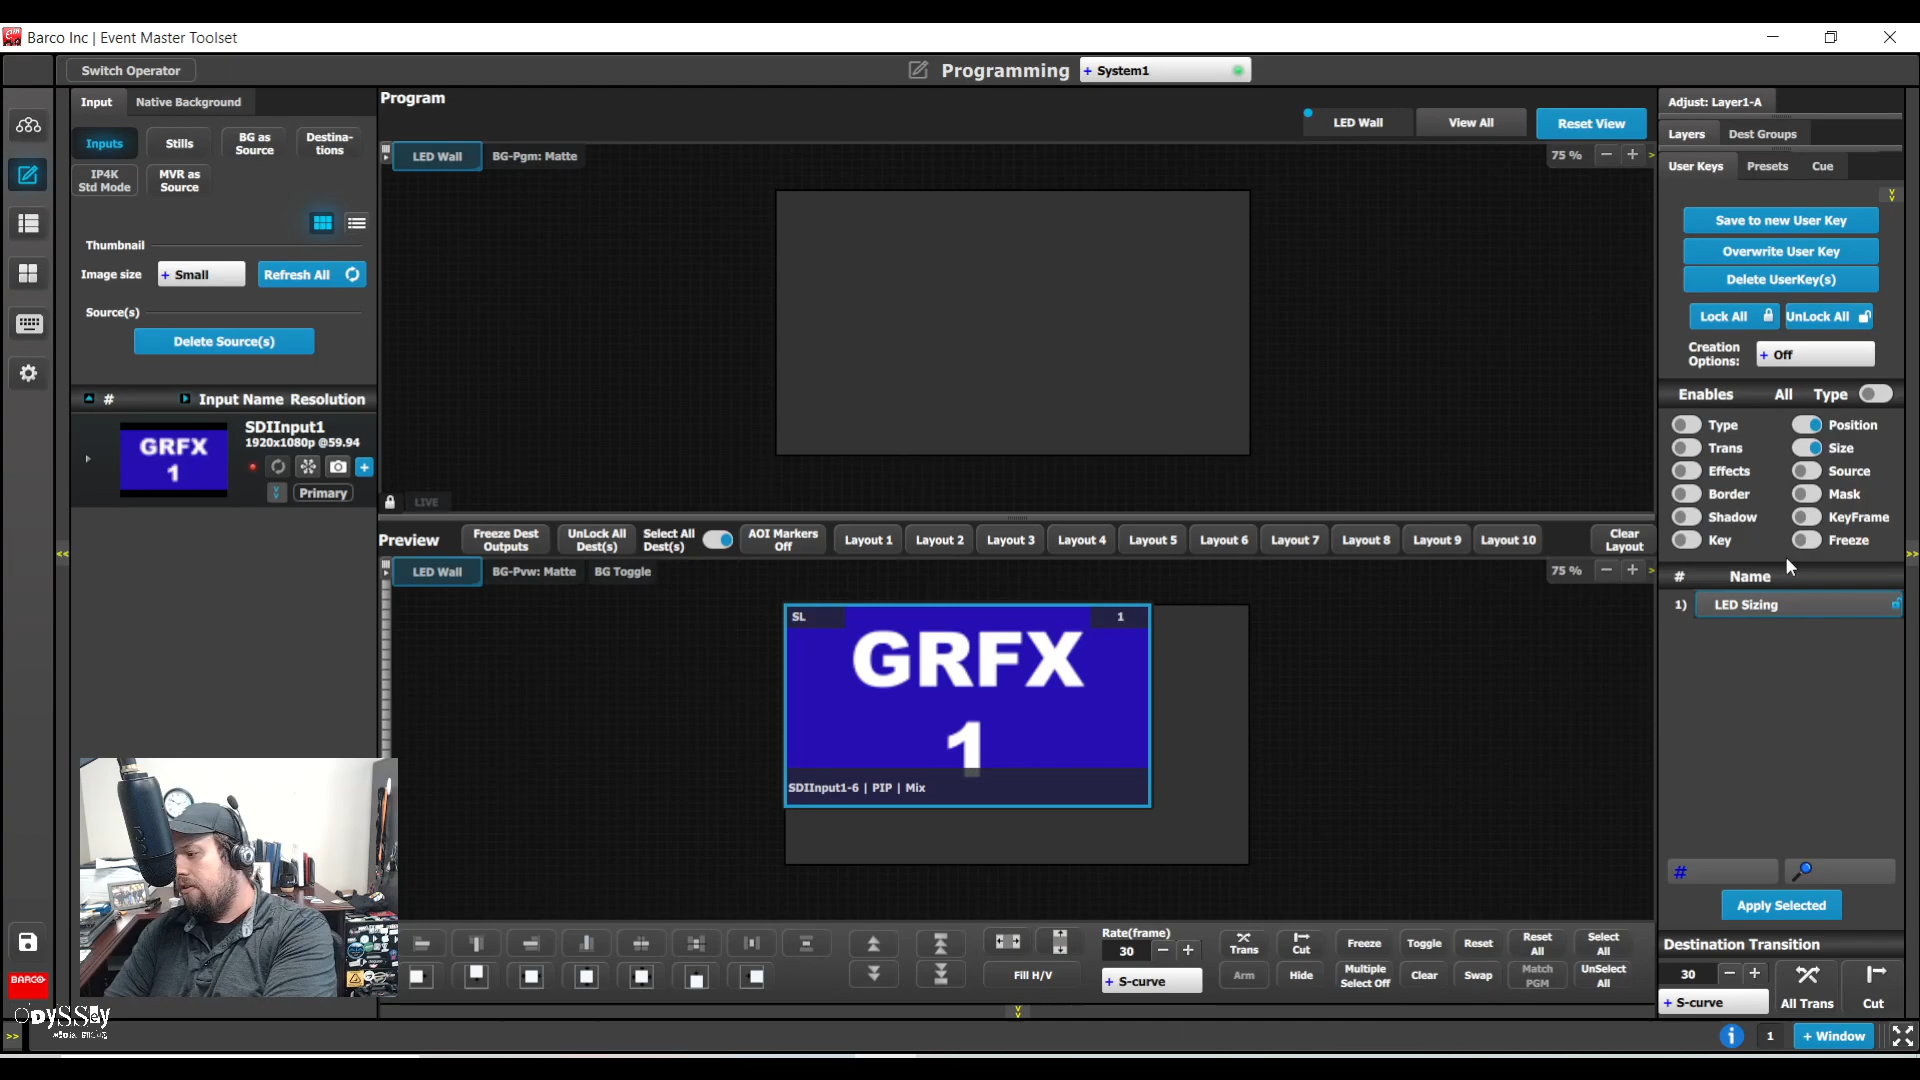 Barco Inc | Event Master Toolset
Switch Operator
Programming
+ System1
Input
Native Background
Inputs
Stills
BG as
Source
Destina-
tions
IP4K
Std Mode
MVR as
Source
Thumbnail
Image size
+ Small
Refresh All
Source(s)
Delete Source(s)
#
Input Name
Resolution
GRFX
1
SDIInput1
1920x1080p @59.94
Primary
Program
LED Wall
View All
Reset View
LED Wall
BG-Pgm: Matte
75 %
LIVE
Preview
Freeze Dest
Outputs
UnLock All
Dest(s)
Select All
Dest(s)
AOI Markers
Off
Layout 1
Layout 2
Layout 3
Layout 4
Layout 5
Layout 6
Layout 7
Layout 8
Layout 9
Layout 10
Clear
Layout
LED Wall
BG-Pvw: Matte
BG Toggle
75 %
SL
1
GRFX
1
SDIInput1-6 | PIP | Mix
Fill H/V
Rate(frame)
30
+ S-curve
Trans
Cut
Arm
Hide
Freeze
Toggle
Reset
Reset
All
Select
All
Multiple
Select Off
Clear
Swap
Match
PGM
UnSelect
All
Adjust: Layer1-A
Layers
Dest Groups
User Keys
Presets
Cue
Save to new User Key
Overwrite User Key
Delete UserKey(s)
Lock All
UnLock All
Creation
Options:
+ Off
Enables
All
Type
Type
Position
Trans
Size
Effects
Source
Border
Mask
Shadow
KeyFrame
Key
Freeze
#
Name
1)
LED Sizing
#
Apply Selected
Destination Transition
30
+ S-curve
All Trans
Cut
BARCO
Odyssey
1
+ Window